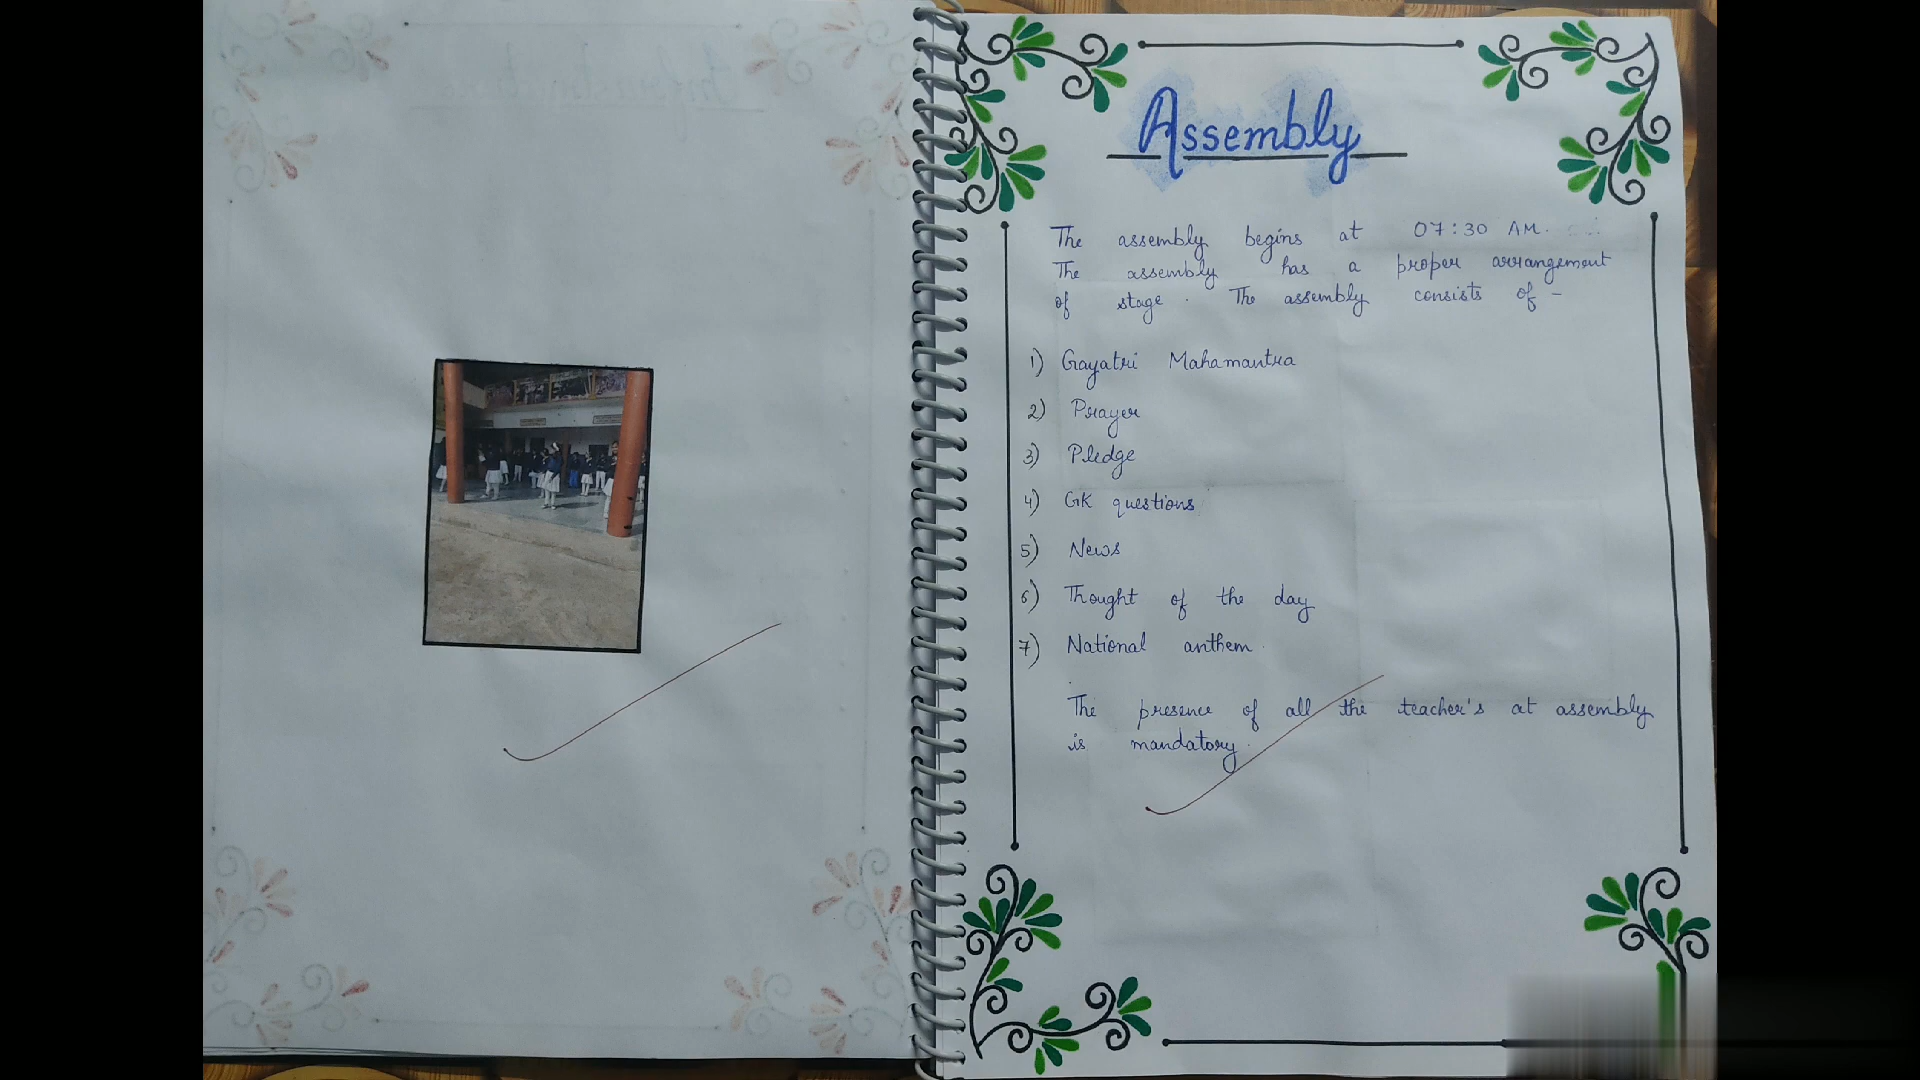 Assembly
The assembly begins at 07:30 AM.
The assembly has a proper arrangement
of stage. The assembly consists of -
1) Gayatri Mahamantra
2) Prayer
3) Pledge
4) GK questions
5) News
6) Thought of the day
7) National anthem.
The presence of all the teacher's at assembly
is mandatory.